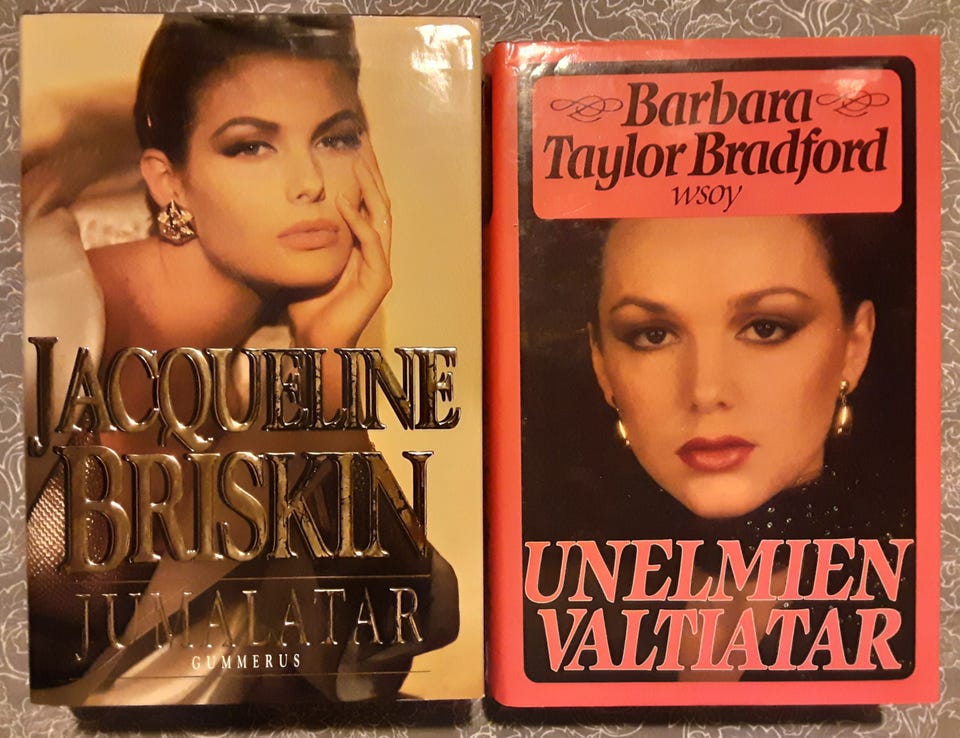 JACQUELINE
BRISKIN
JUMALATAR
GUMMERUS
Barbara
Taylor Bradford
wsoy
UNELMIEN
VALTIATAR